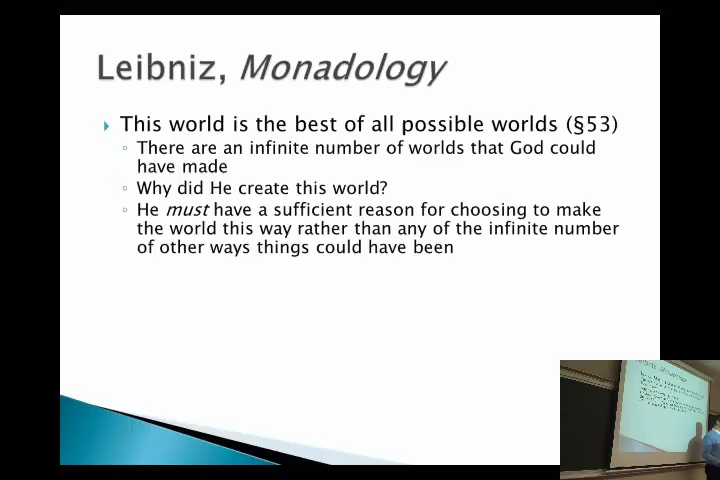 Leibniz, Monadology
This world is the best of all possible worlds (§53)
There are an infinite number of worlds that God could
have made
Why did He create this world?
He must have a sufficient reason for choosing to make
the world this way rather than any of the infinite number
of other ways things could have been